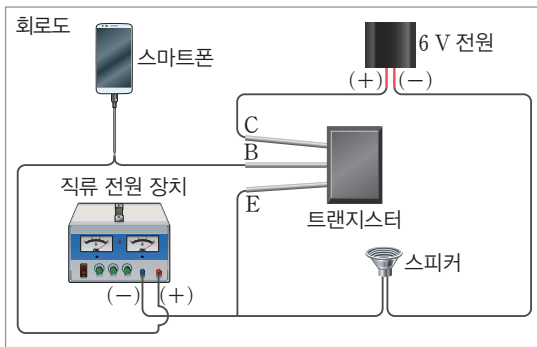 회로도
스마트폰
6 V 전원
(+) (−)
C
B
E
직류 전원 장치
트랜지스터
스피커
(−) (+)